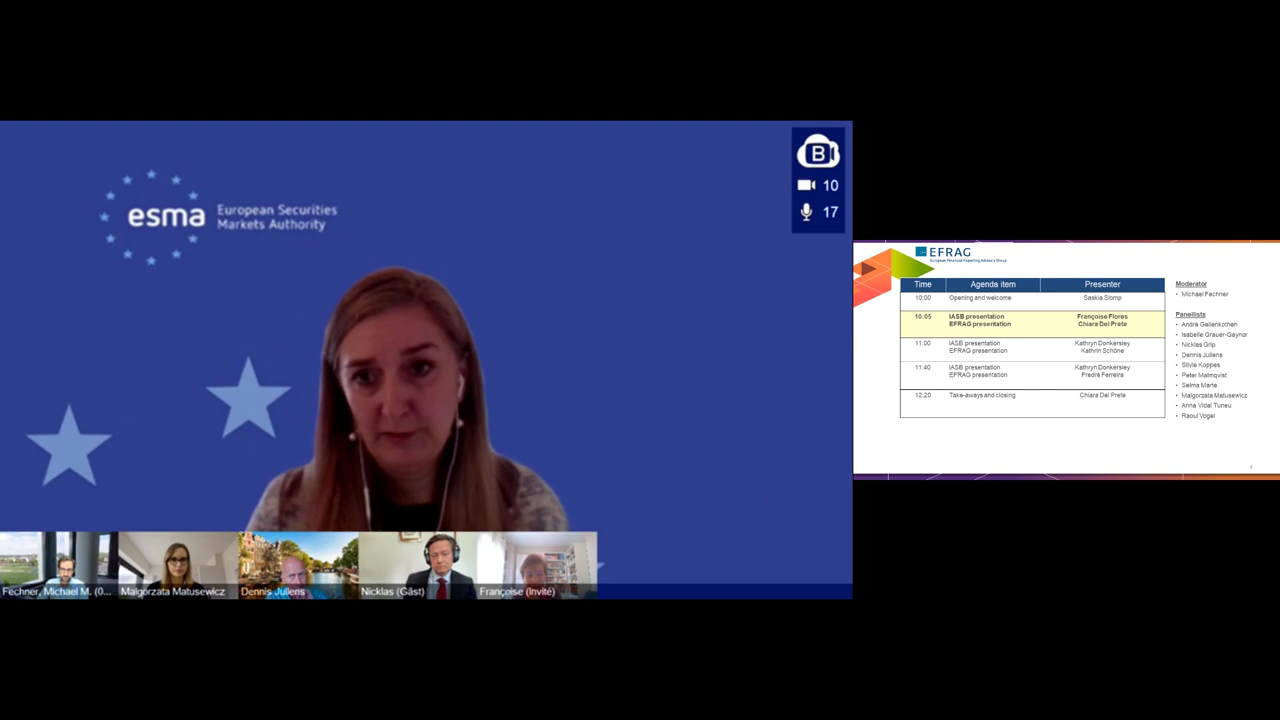 esma
European Securities
Markets Authority
B
10
17
Fechner, Michael M. (0...
Malgorzata Matusewicz
Dennis Jullens
Nicklas (Gäst)
Françoise (Invité)
EFRAG
European Financial Reporting Advisory Group
Time Agenda item Presenter
10:00 Opening and welcome Saskia Slomp
10:05 IASB presentation Françoise Flores
EFRAG presentation Chiara Del Prete
11:00 IASB presentation Kathryn Donkersley
EFRAG presentation Kathrin Schöne
11:40 IASB presentation Kathryn Donkersley
EFRAG presentation Fredré Ferreira
12:20 Take-aways and closing Chiara Del Prete
Moderator
• Michael Fechner
Panellists
• André Geilenkothen
• Isabelle Grauer-Gaynor
• Nicklas Grip
• Dennis Jullens
• Silvie Koppes
• Peter Malmqvist
• Selma Marte
• Malgorzata Matusewicz
• Anna Vidal Tuneu
• Raoul Vogel